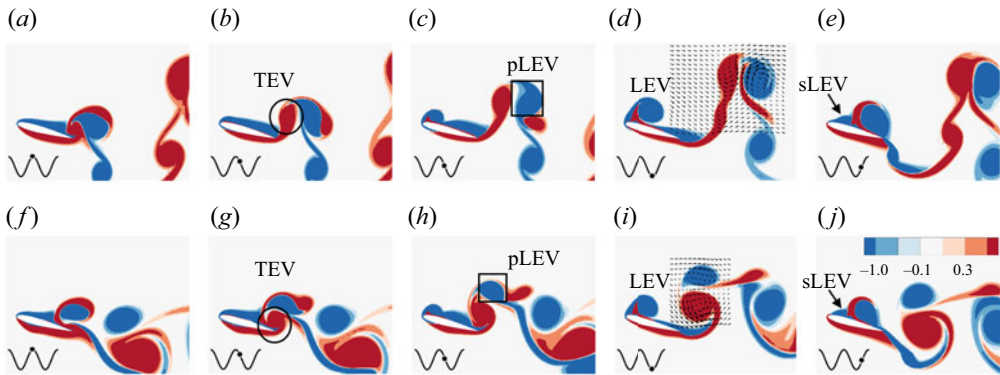 (a) (b) (c) (d) (e)
TEV pLEV LEV sLEV
(f) (g) (h) (i) (j)
TEV pLEV LEV sLEV
−1.0 −0.1 0.3